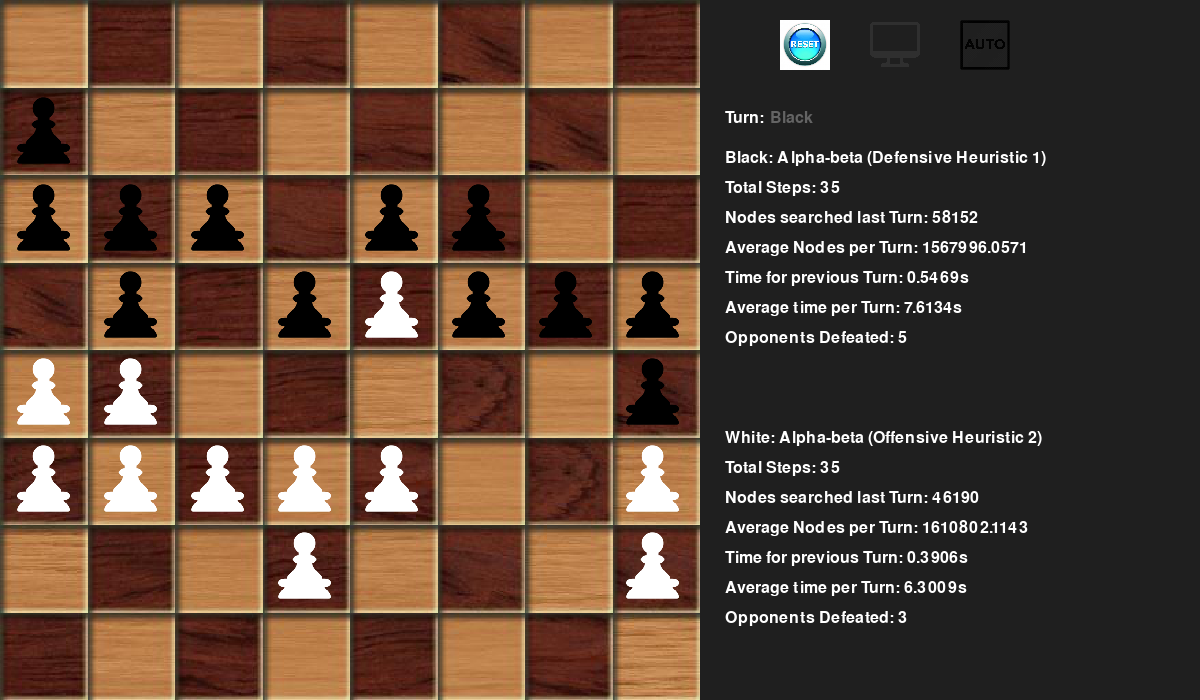 RESET
AUTO
Turn: Black
Black: Alpha-beta (Defensive Heuristic 1)
Total Steps: 35
Nodes searched last Turn: 58152
Average Nodes per Turn: 1567996.0571
Time for previous Turn: 0.5469s
Average time per Turn: 7.6134s
Opponents Defeated: 5
White: Alpha-beta (Offensive Heuristic 2)
Total Steps: 35
Nodes searched last Turn: 46190
Average Nodes per Turn: 1610802.1143
Time for previous Turn: 0.3906s
Average time per Turn: 6.3009s
Opponents Defeated: 3